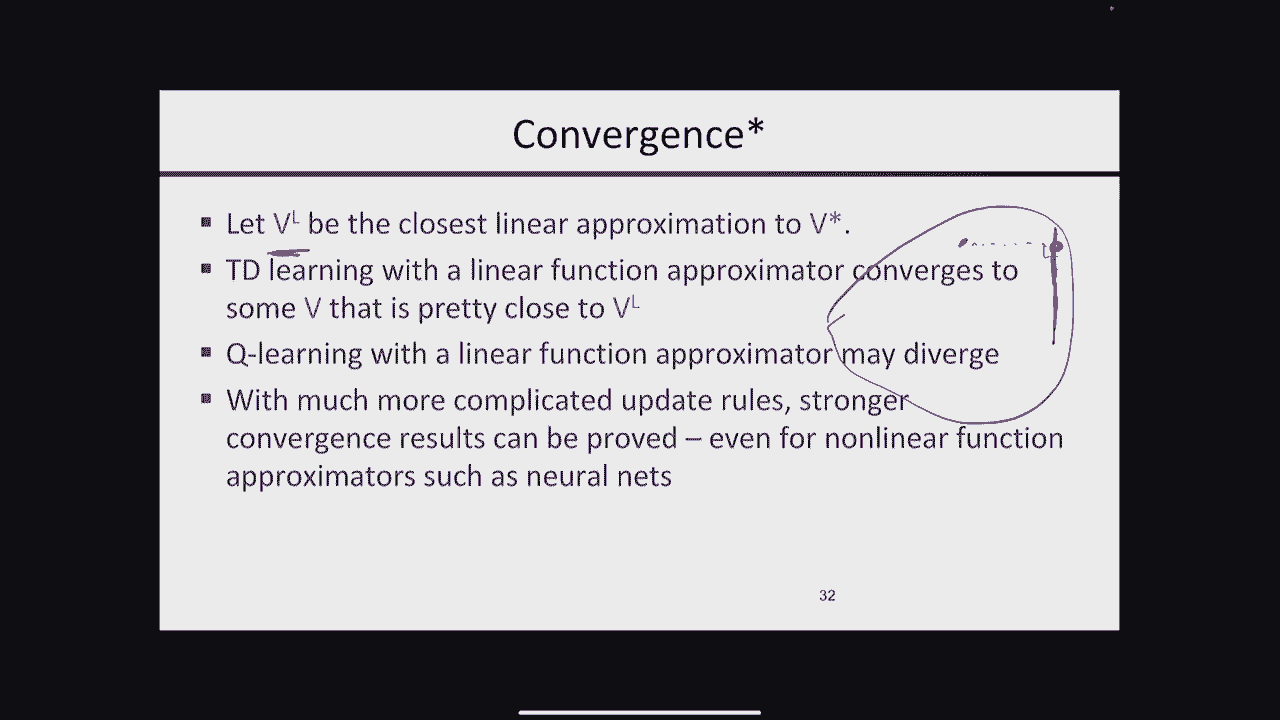 Convergence*
▪ Let Vᴸ be the closest linear approximation to V*.
▪ TD learning with a linear function approximator converges to
some V that is pretty close to Vᴸ
▪ Q-learning with a linear function approximator may diverge
▪ With much more complicated update rules, stronger
convergence results can be proved – even for nonlinear function
approximators such as neural nets
32